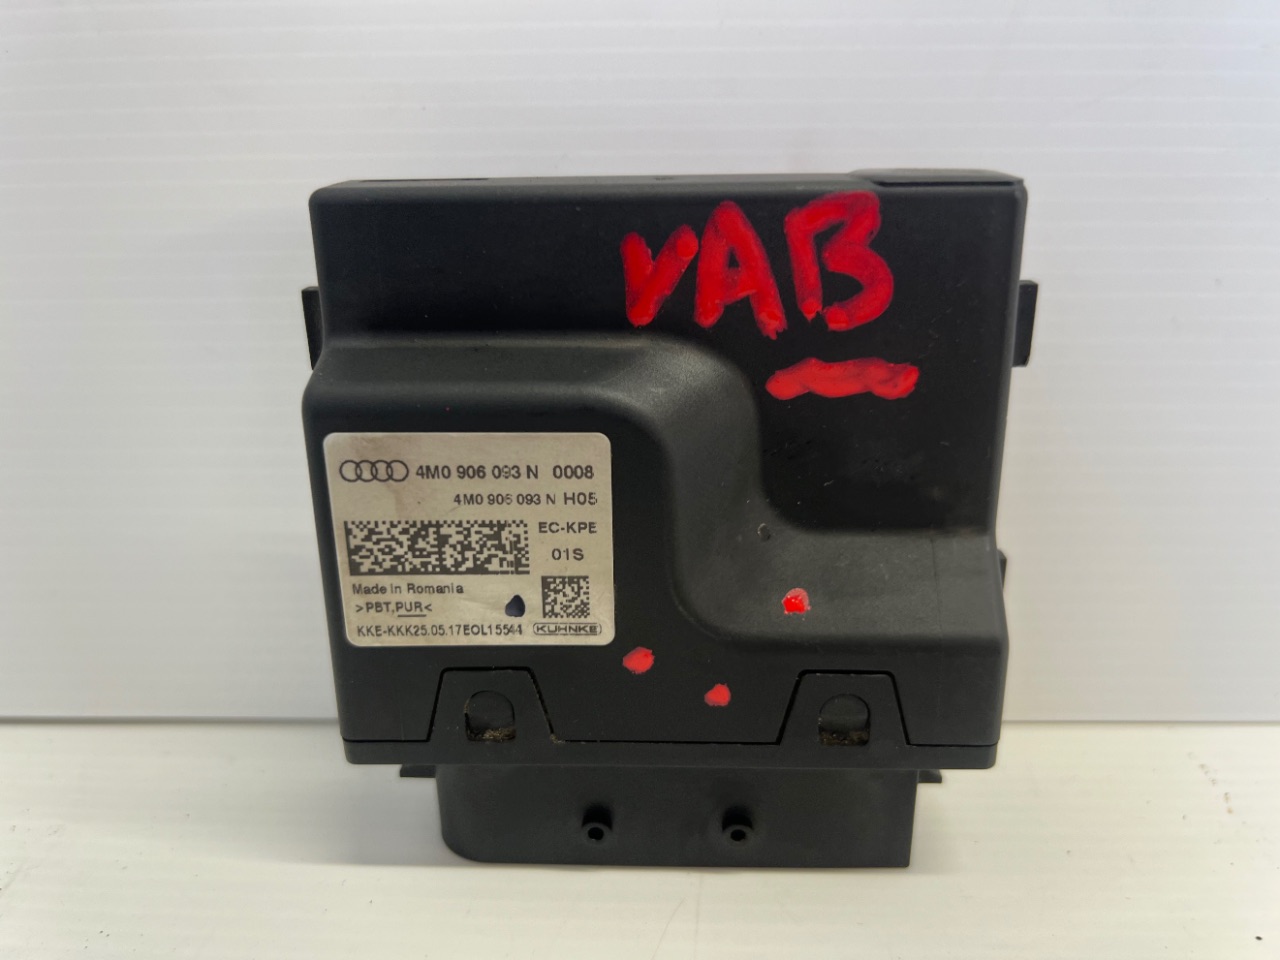 VAB
4M0 906 093 N 0008
4M0 906 093 N H05
EC-KPE
01S
Made in Romania
>PBT,PUR<
KKE-KKK25.05.17EOL15544
KUHNKE